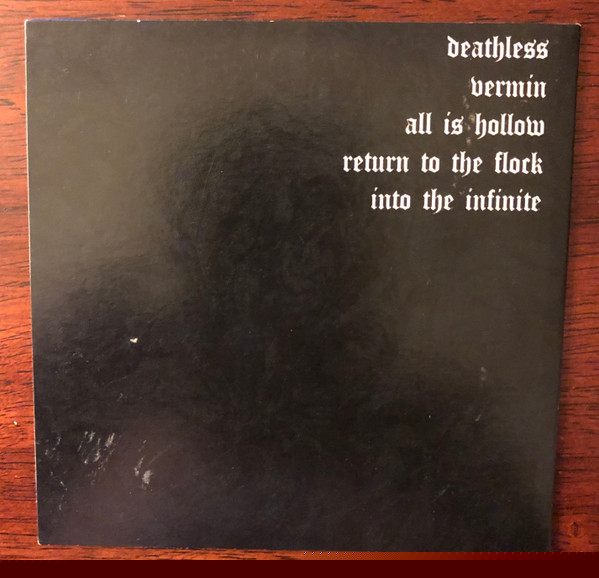 deathless
vermin
all is hollow
return to the flock
into the infinite